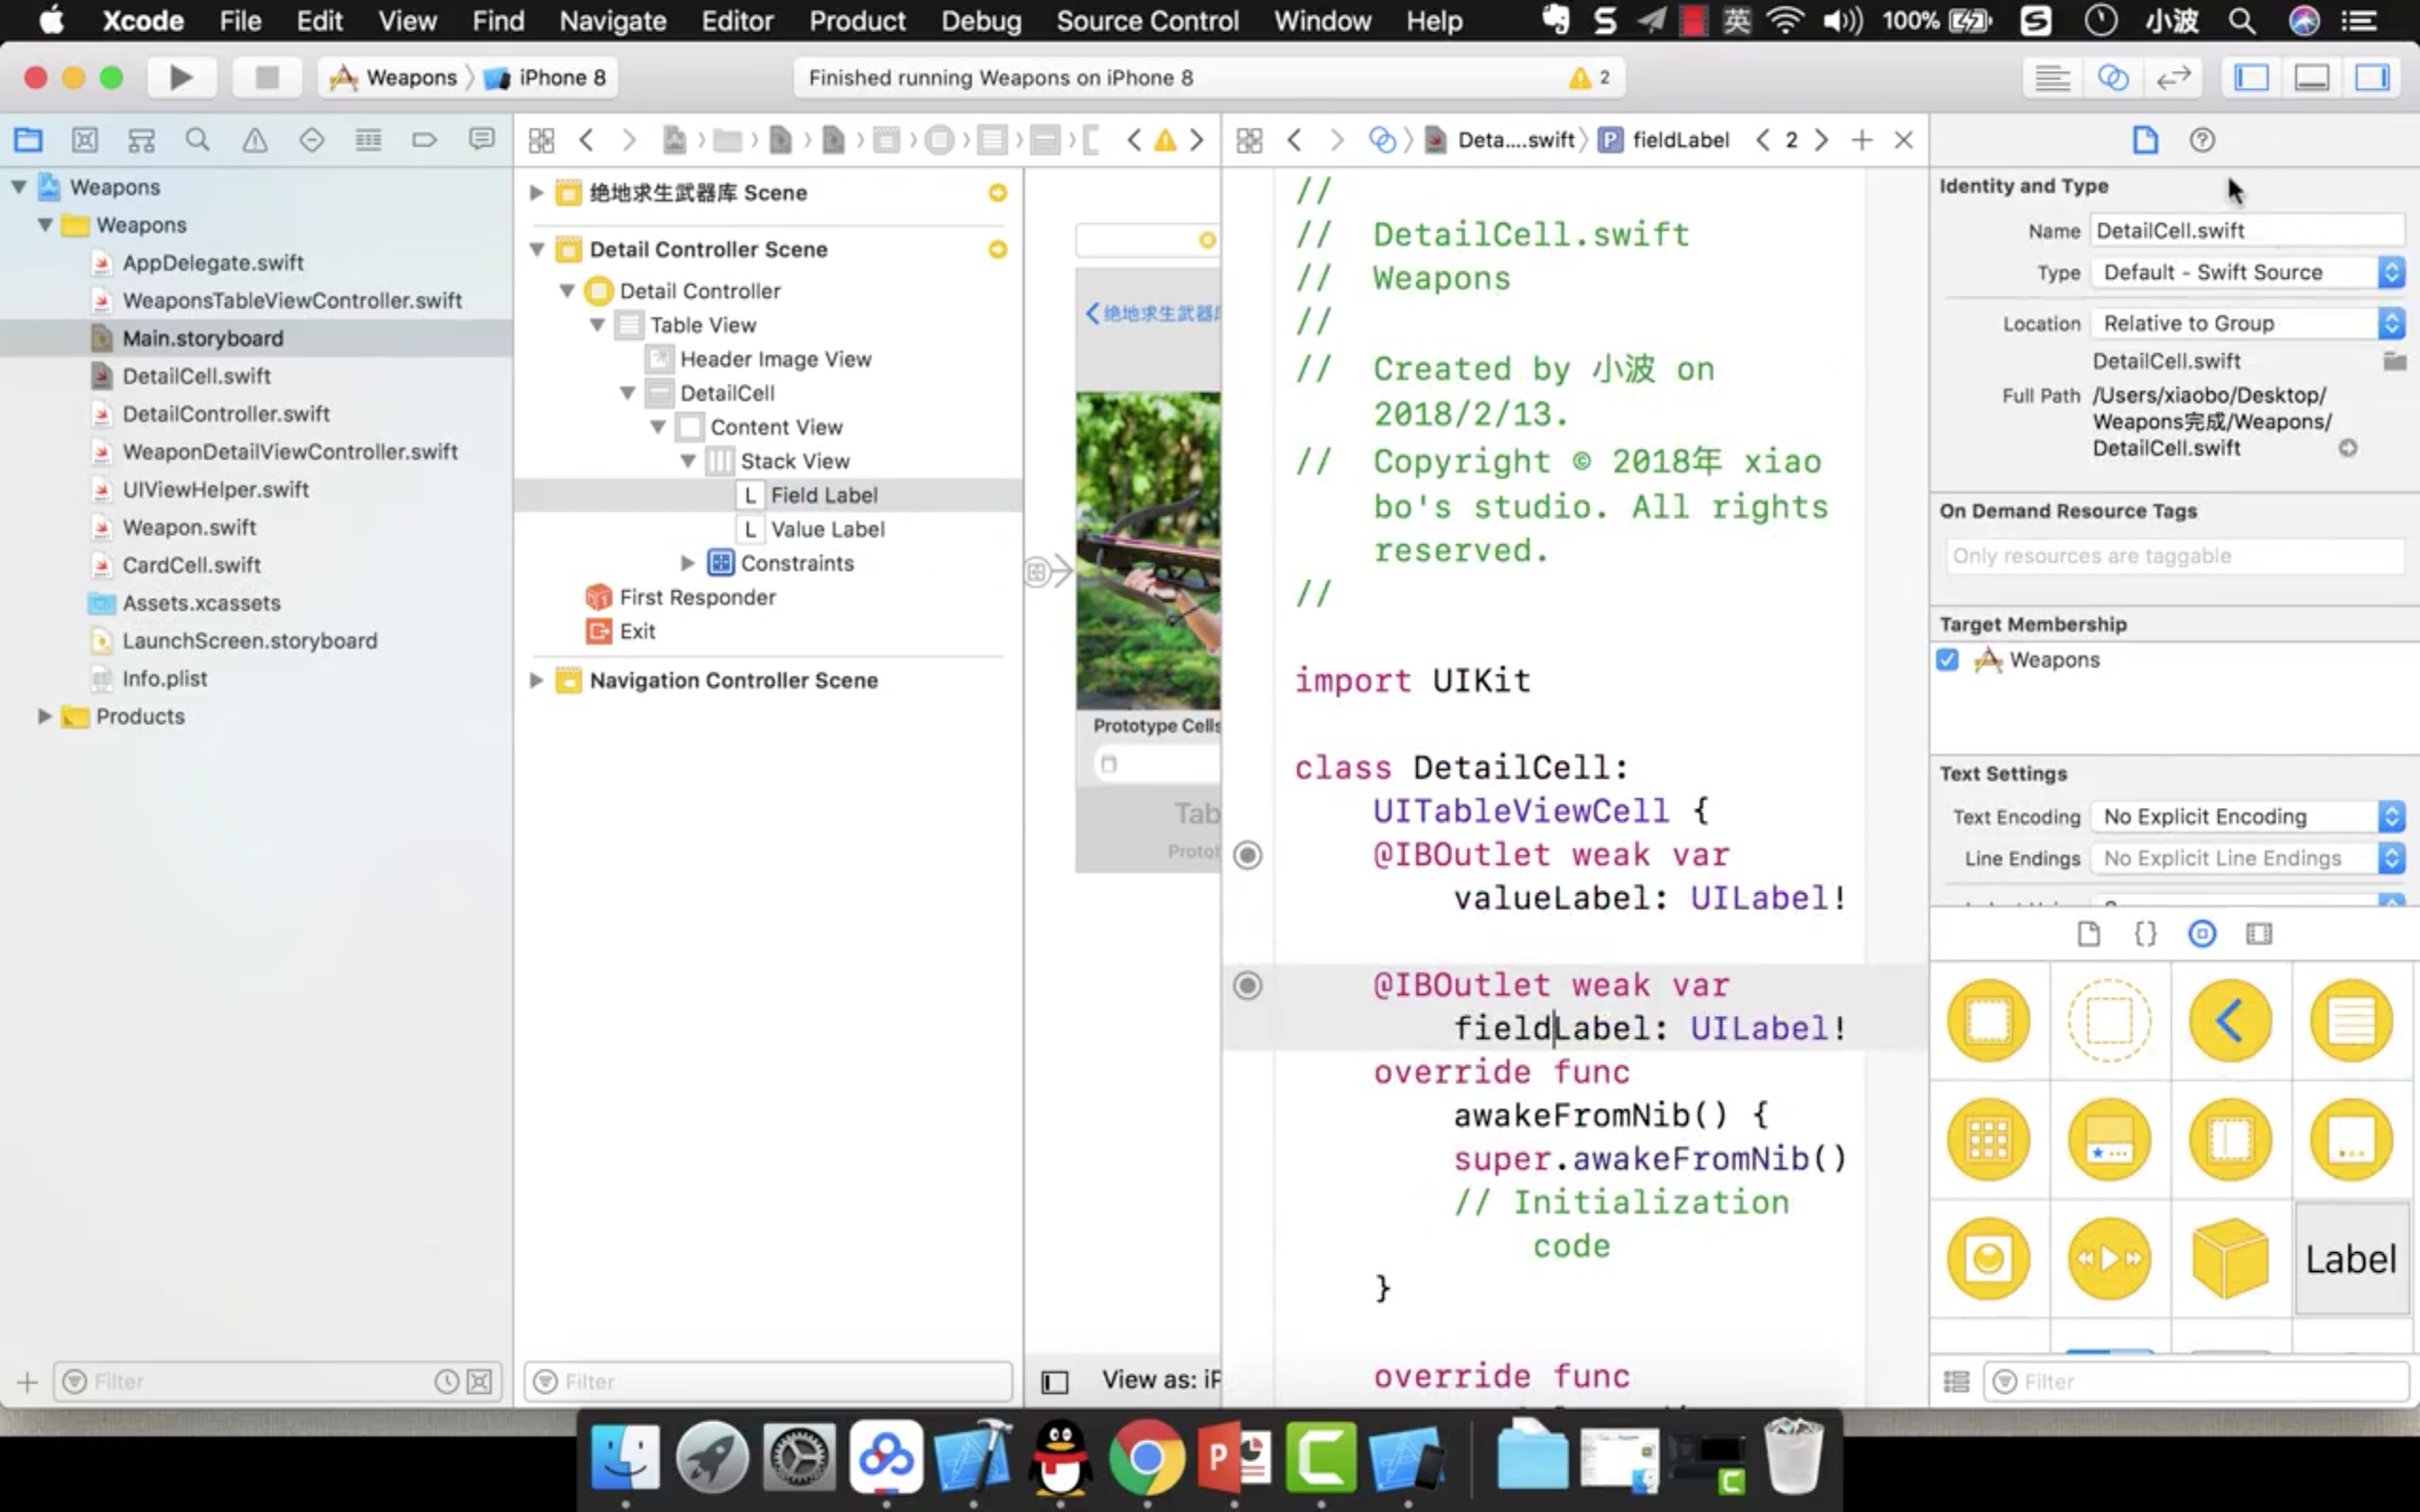 Xcode File Edit View Find Navigate Editor Product Debug Source Control Window Help 英 100% 小波
Weapons iPhone 8
Finished running Weapons on iPhone 8
2
Deta....swift fieldLabel 2
Weapons
Weapons
AppDelegate.swift
WeaponsTableViewController.swift
Main.storyboard
DetailCell.swift
DetailController.swift
WeaponDetailViewController.swift
UIViewHelper.swift
Weapon.swift
CardCell.swift
Assets.xcassets
LaunchScreen.storyboard
Info.plist
Products
Filter
绝地求生武器库 Scene
Detail Controller Scene
Detail Controller
Table View
Header Image View
DetailCell
Content View
Stack View
L Field Label
L Value Label
Constraints
First Responder
Exit
Navigation Controller Scene
Filter
绝地求生武器
Prototype Cells
Tab
Protot
View as: iP
//
// DetailCell.swift
// Weapons
//
// Created by 小波 on
2018/2/13.
// Copyright © 2018年 xiao
bo's studio. All rights
reserved.
//
import UIKit
class DetailCell:
UITableViewCell {
@IBOutlet weak var
valueLabel: UILabel!
@IBOutlet weak var
fieldLabel: UILabel!
override func
awakeFromNib() {
super.awakeFromNib()
// Initialization
code
}
override func
Identity and Type
Name DetailCell.swift
Type Default - Swift Source
Location Relative to Group
DetailCell.swift
Full Path /Users/xiaobo/Desktop/
Weapons完成/Weapons/
DetailCell.swift
On Demand Resource Tags
Only resources are taggable
Target Membership
Weapons
Text Settings
Text Encoding No Explicit Encoding
Line Endings No Explicit Line Endings
{}
Label
Filter